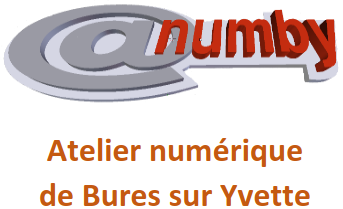 @numby
Atelier numérique
de Bures sur Yvette